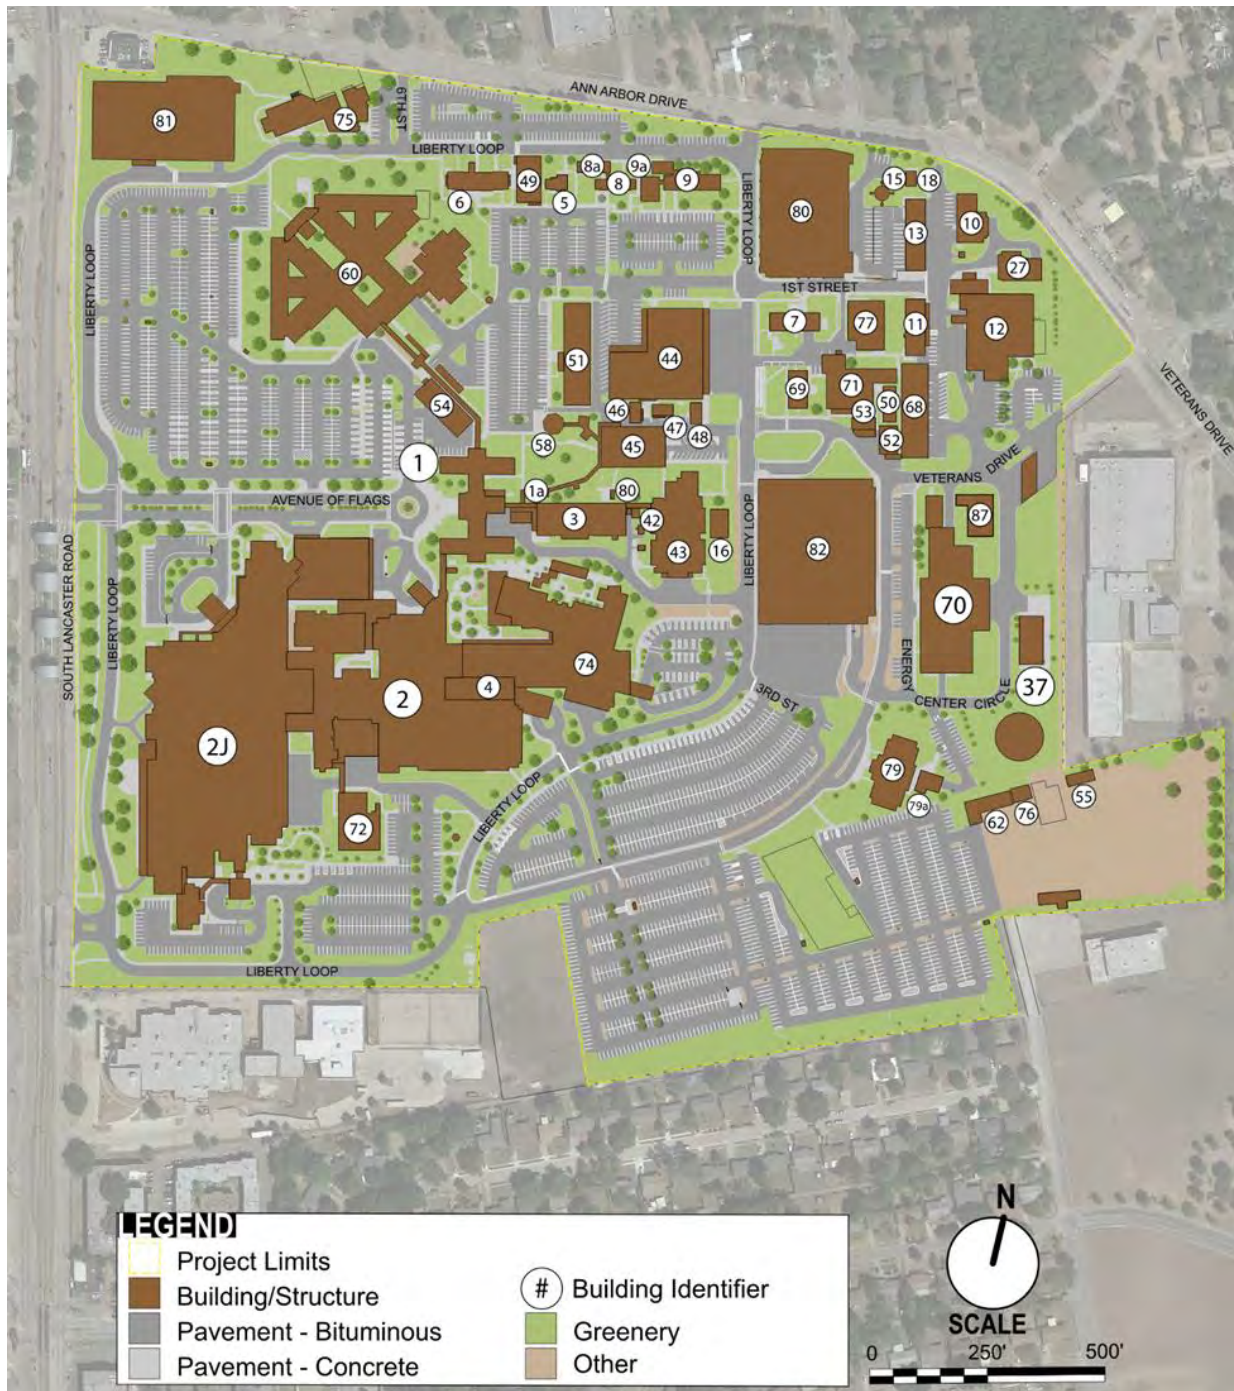 ANN ARBOR DRIVE
81
75
6TH ST
LIBERTY LOOP
6
49
5
8a
8
9a
9
LIBERTY LOOP
80
15
18
13
10
27
60
LIBERTY LOOP
1ST STREET
7
77
11
12
51
44
69
71
50
53
68
52
VETERANS DRIVE
54
46
47
48
58
45
1
1a
80
AVENUE OF FLAGS
3
42
43
16
LIBERTY LOOP
82
VETERANS DRIVE
87
70
SOUTH LANCASTER ROAD
LIBERTY LOOP
74
4
2
2J
3RD ST
ENERGY
CENTER CIRCLE
37
79
79a
62
76
55
72
LIBERTY LOOP
LIBERTY LOOP
LEGEND
Project Limits
Building/Structure
Pavement - Bituminous
Pavement - Concrete
# Building Identifier
Greenery
Other
N
SCALE
0 250' 500'